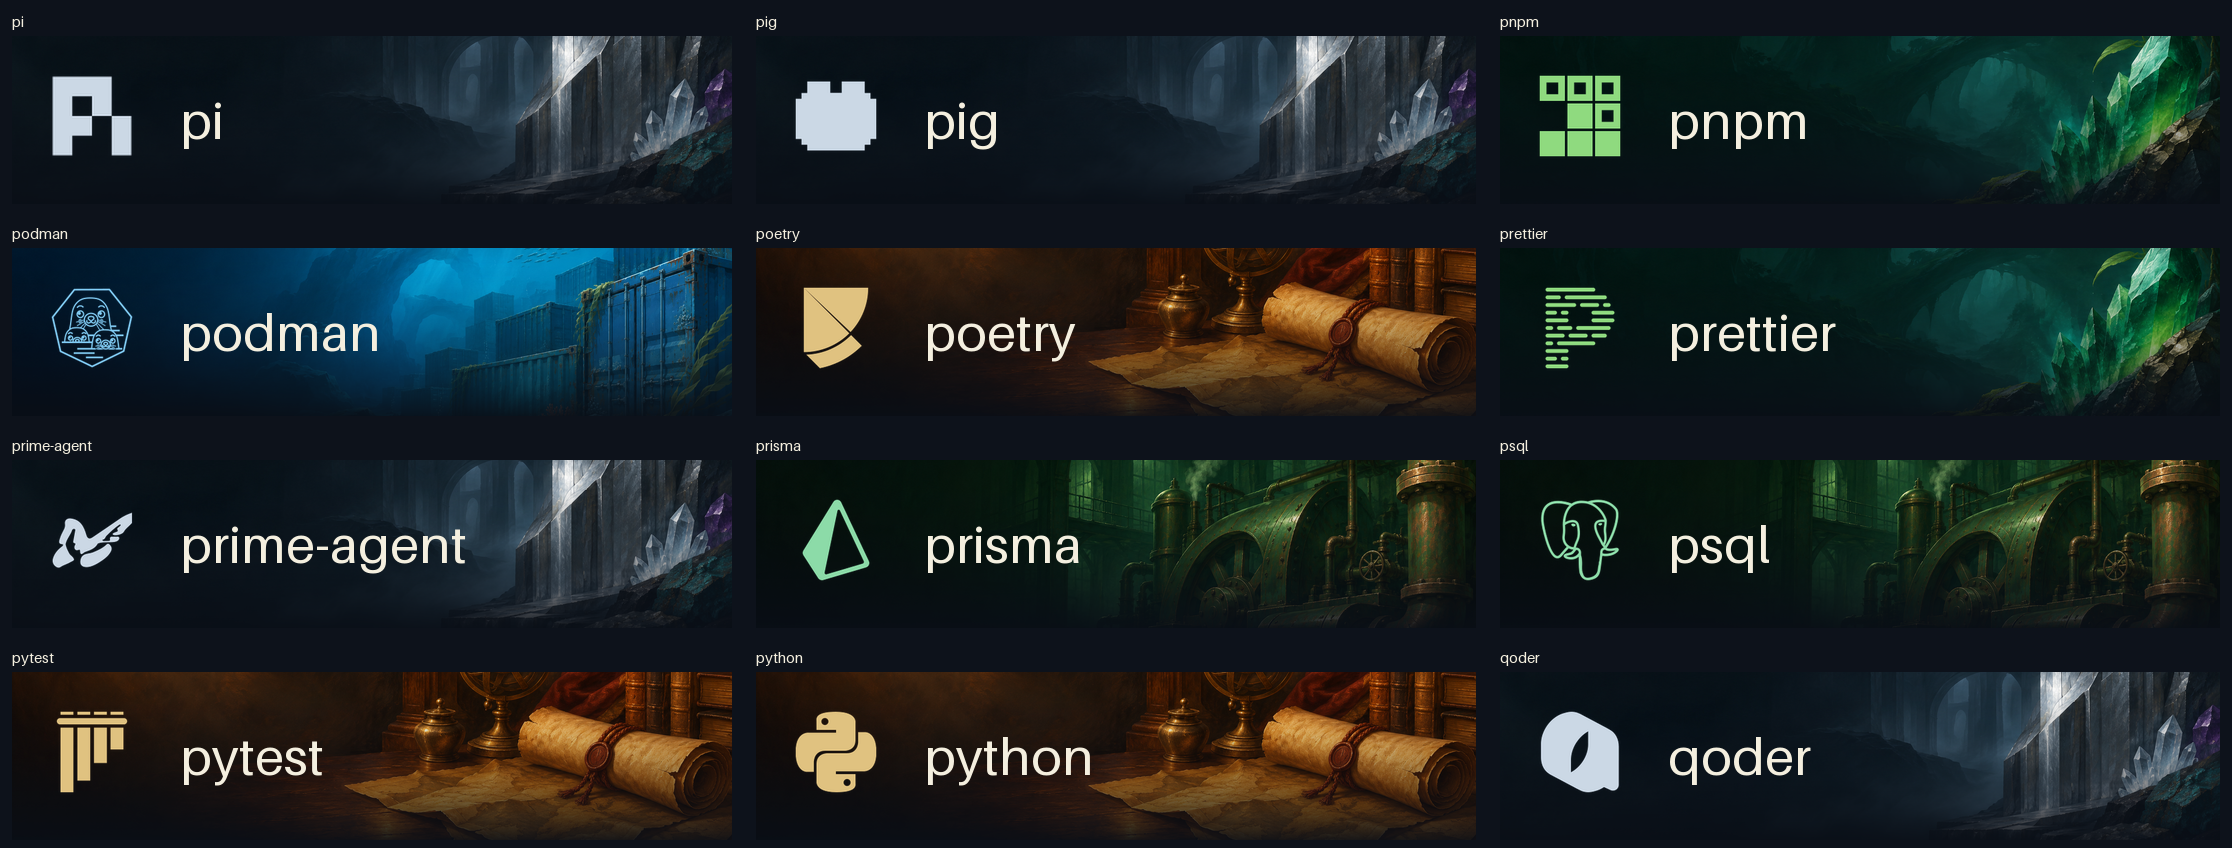 pi
pig
pnpm
pi
pig
pnpm
podman
poetry
prettier
podman
poetry
prettier
prime-agent
prisma
psql
prime-agent
prisma
psql
pytest
python
qoder
pytest
python
qoder